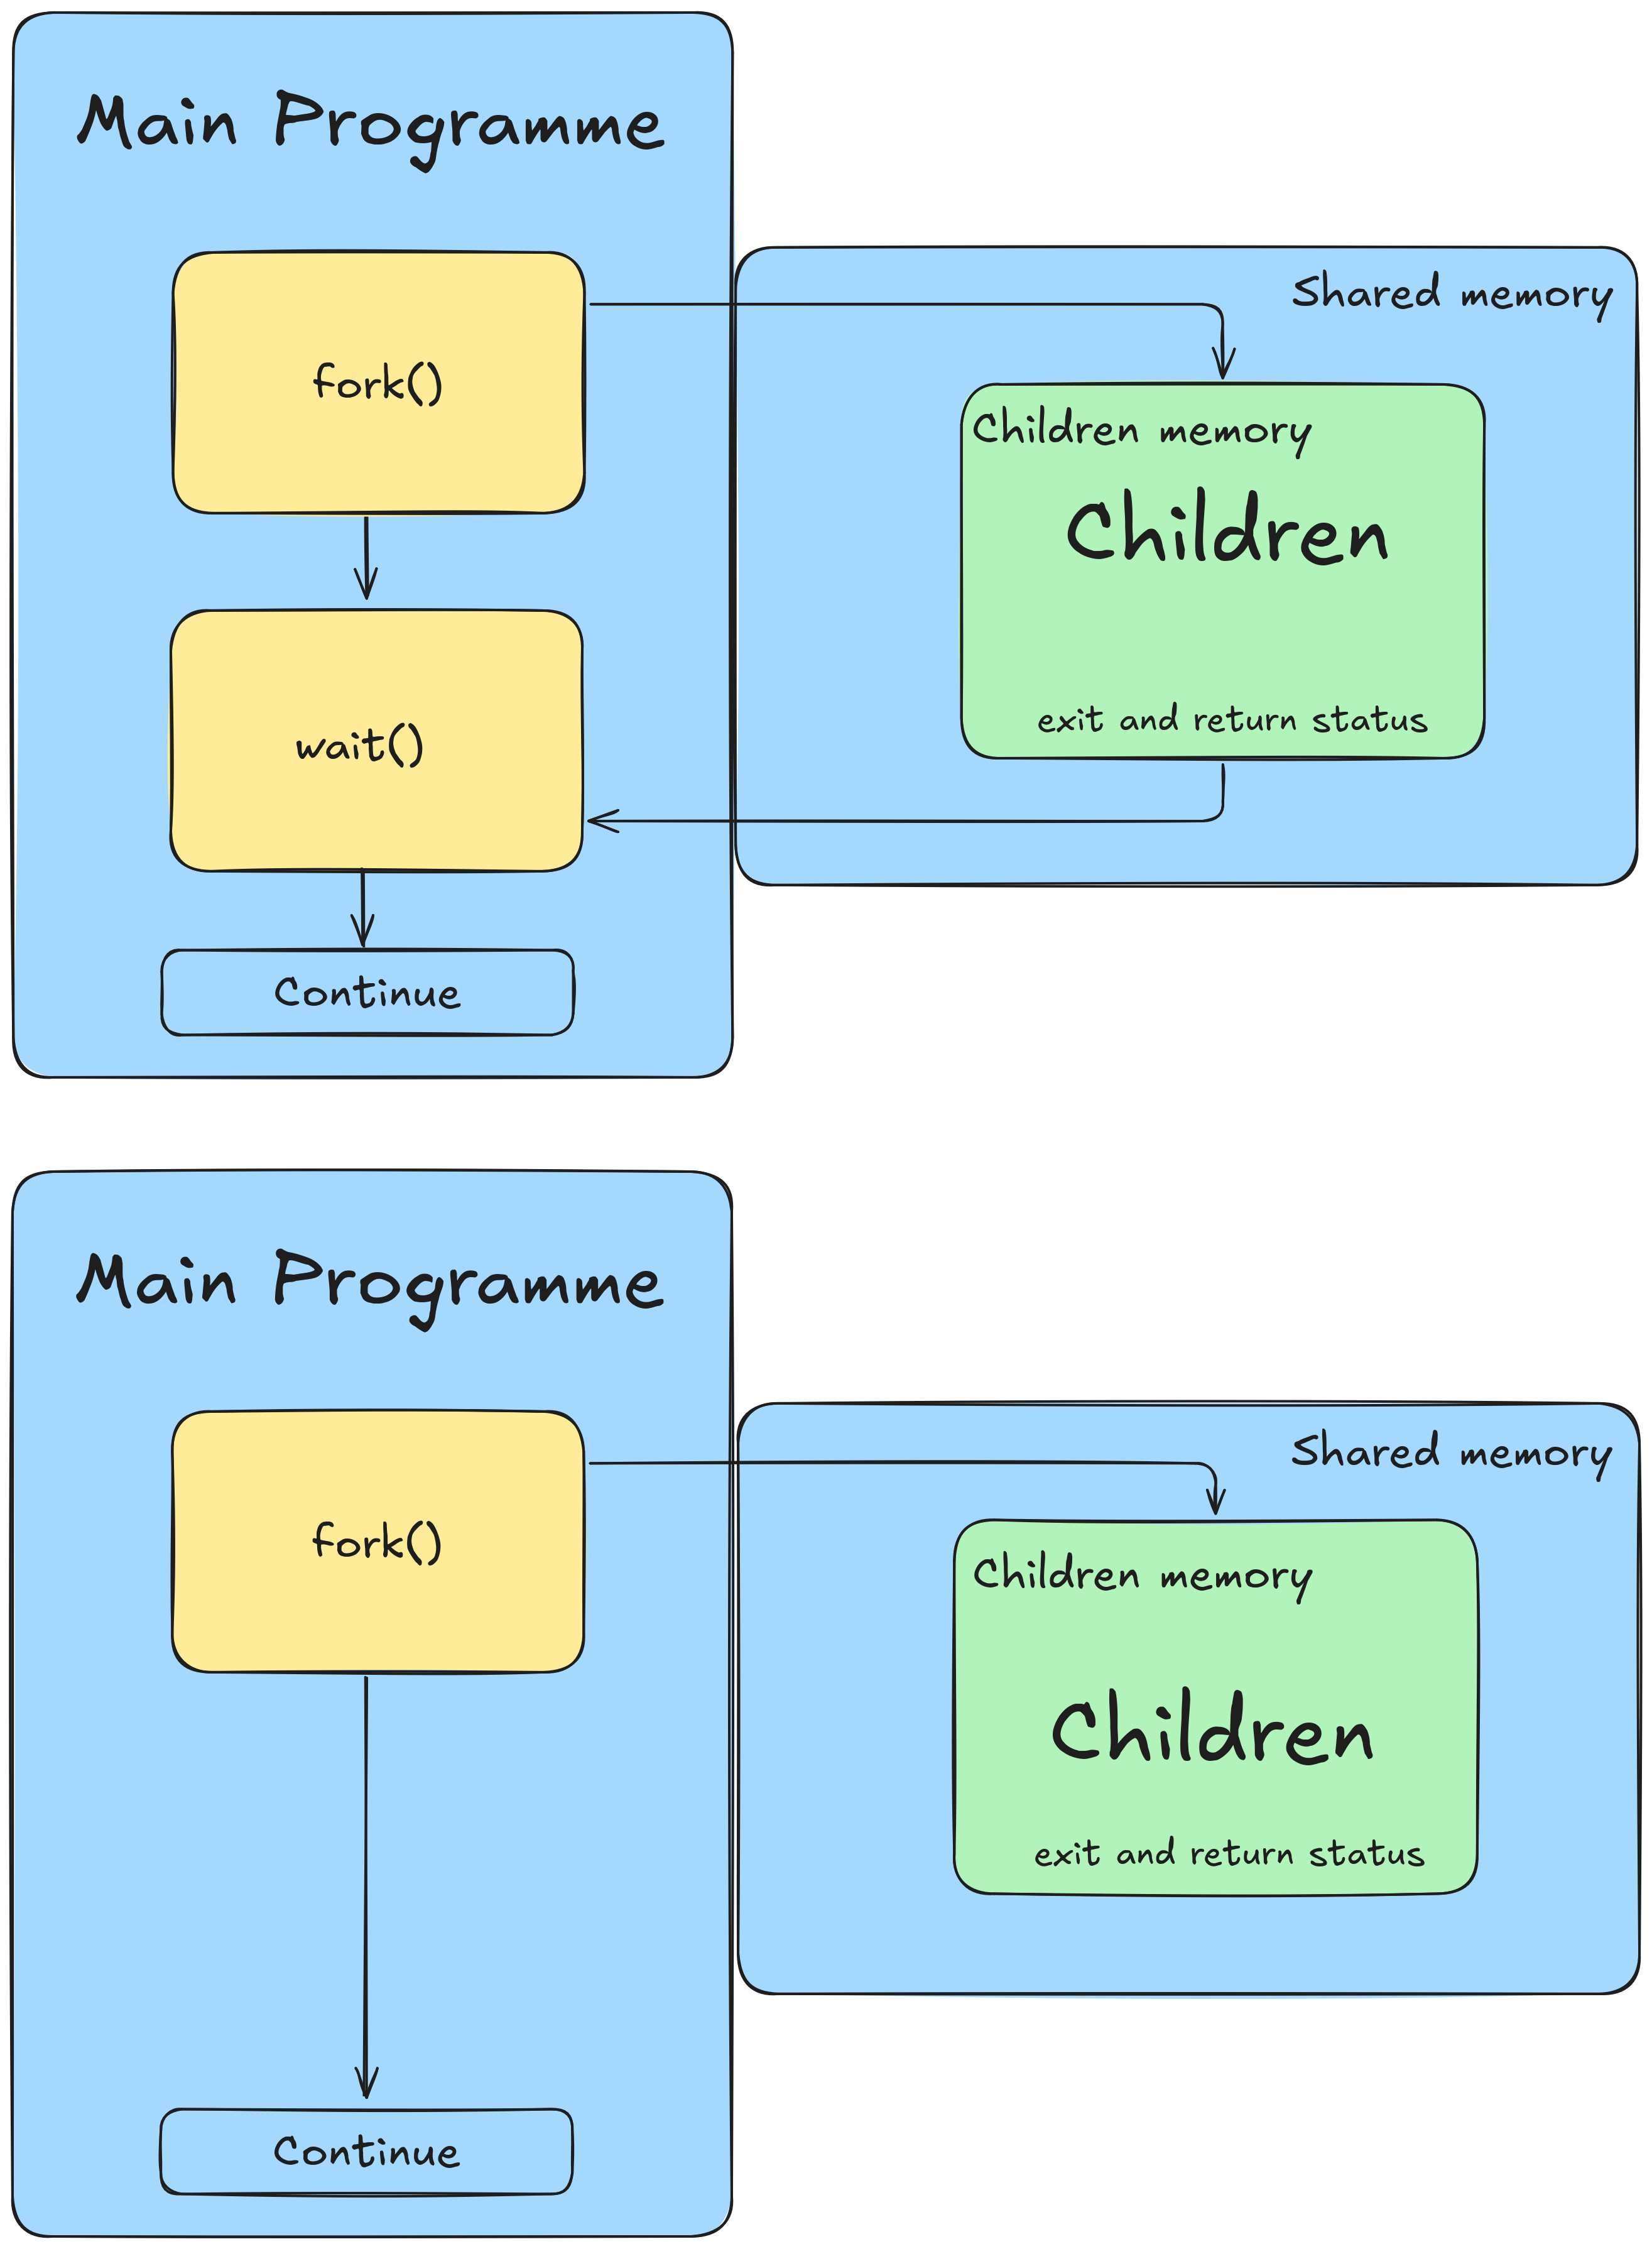 Main Programme
Shared memory
fork()
Children memory
Children
exit and return status
wait()
Continue
Main Programme
Shared memory
fork()
Children memory
Children
exit and return status
Continue